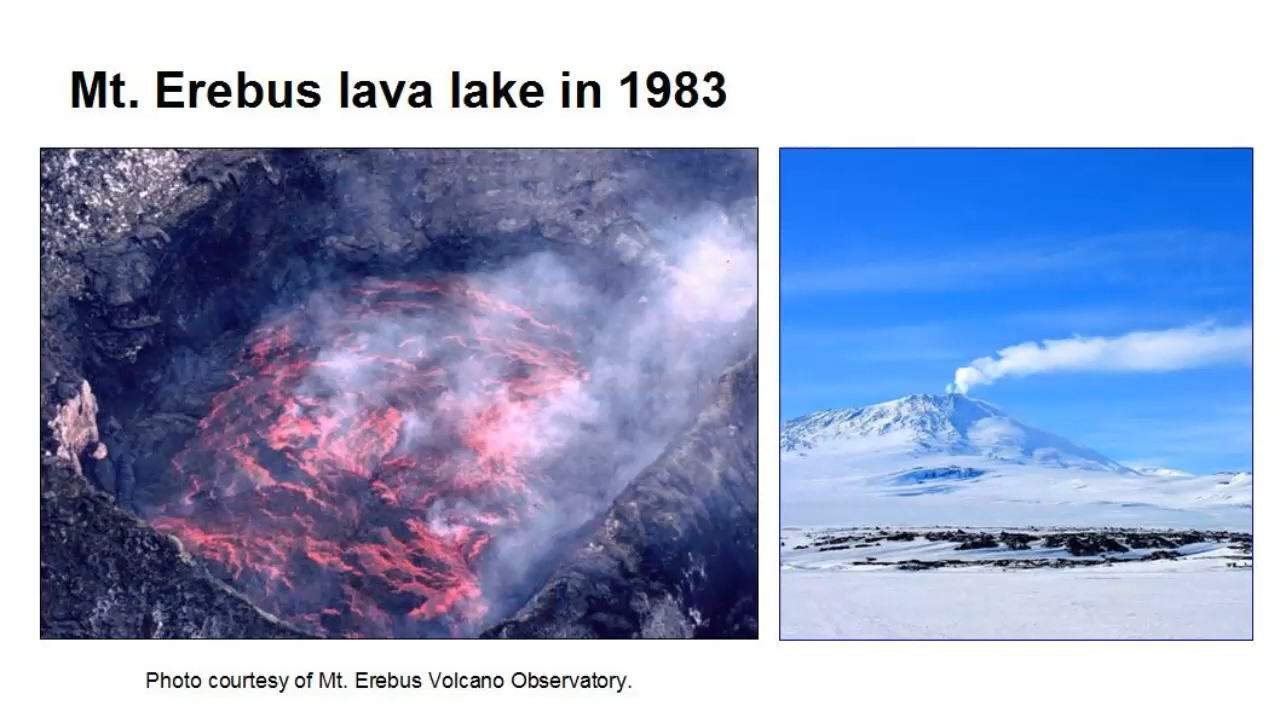 Mt. Erebus lava lake in 1983
Photo courtesy of Mt. Erebus Volcano Observatory.